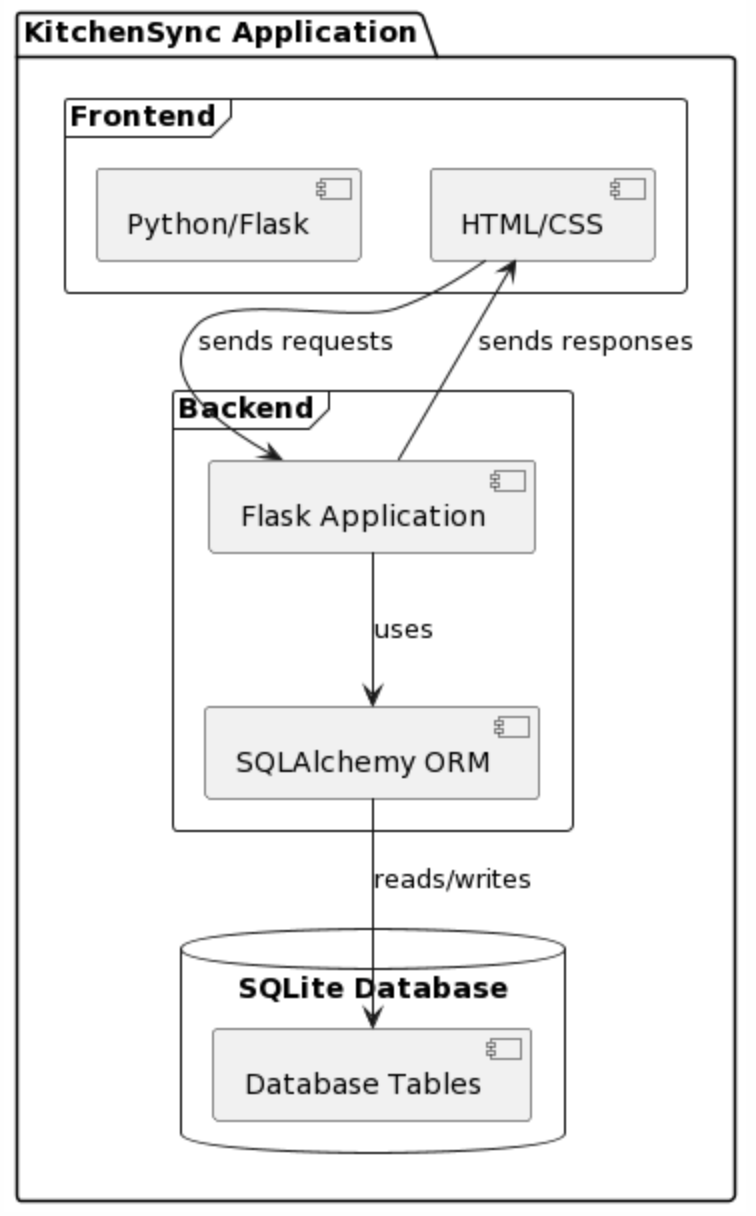 KitchenSync Application
Frontend
Python/Flask
HTML/CSS
sends requests
sends responses
Backend
Flask Application
uses
SQLAlchemy ORM
reads/writes
SQLite Database
Database Tables